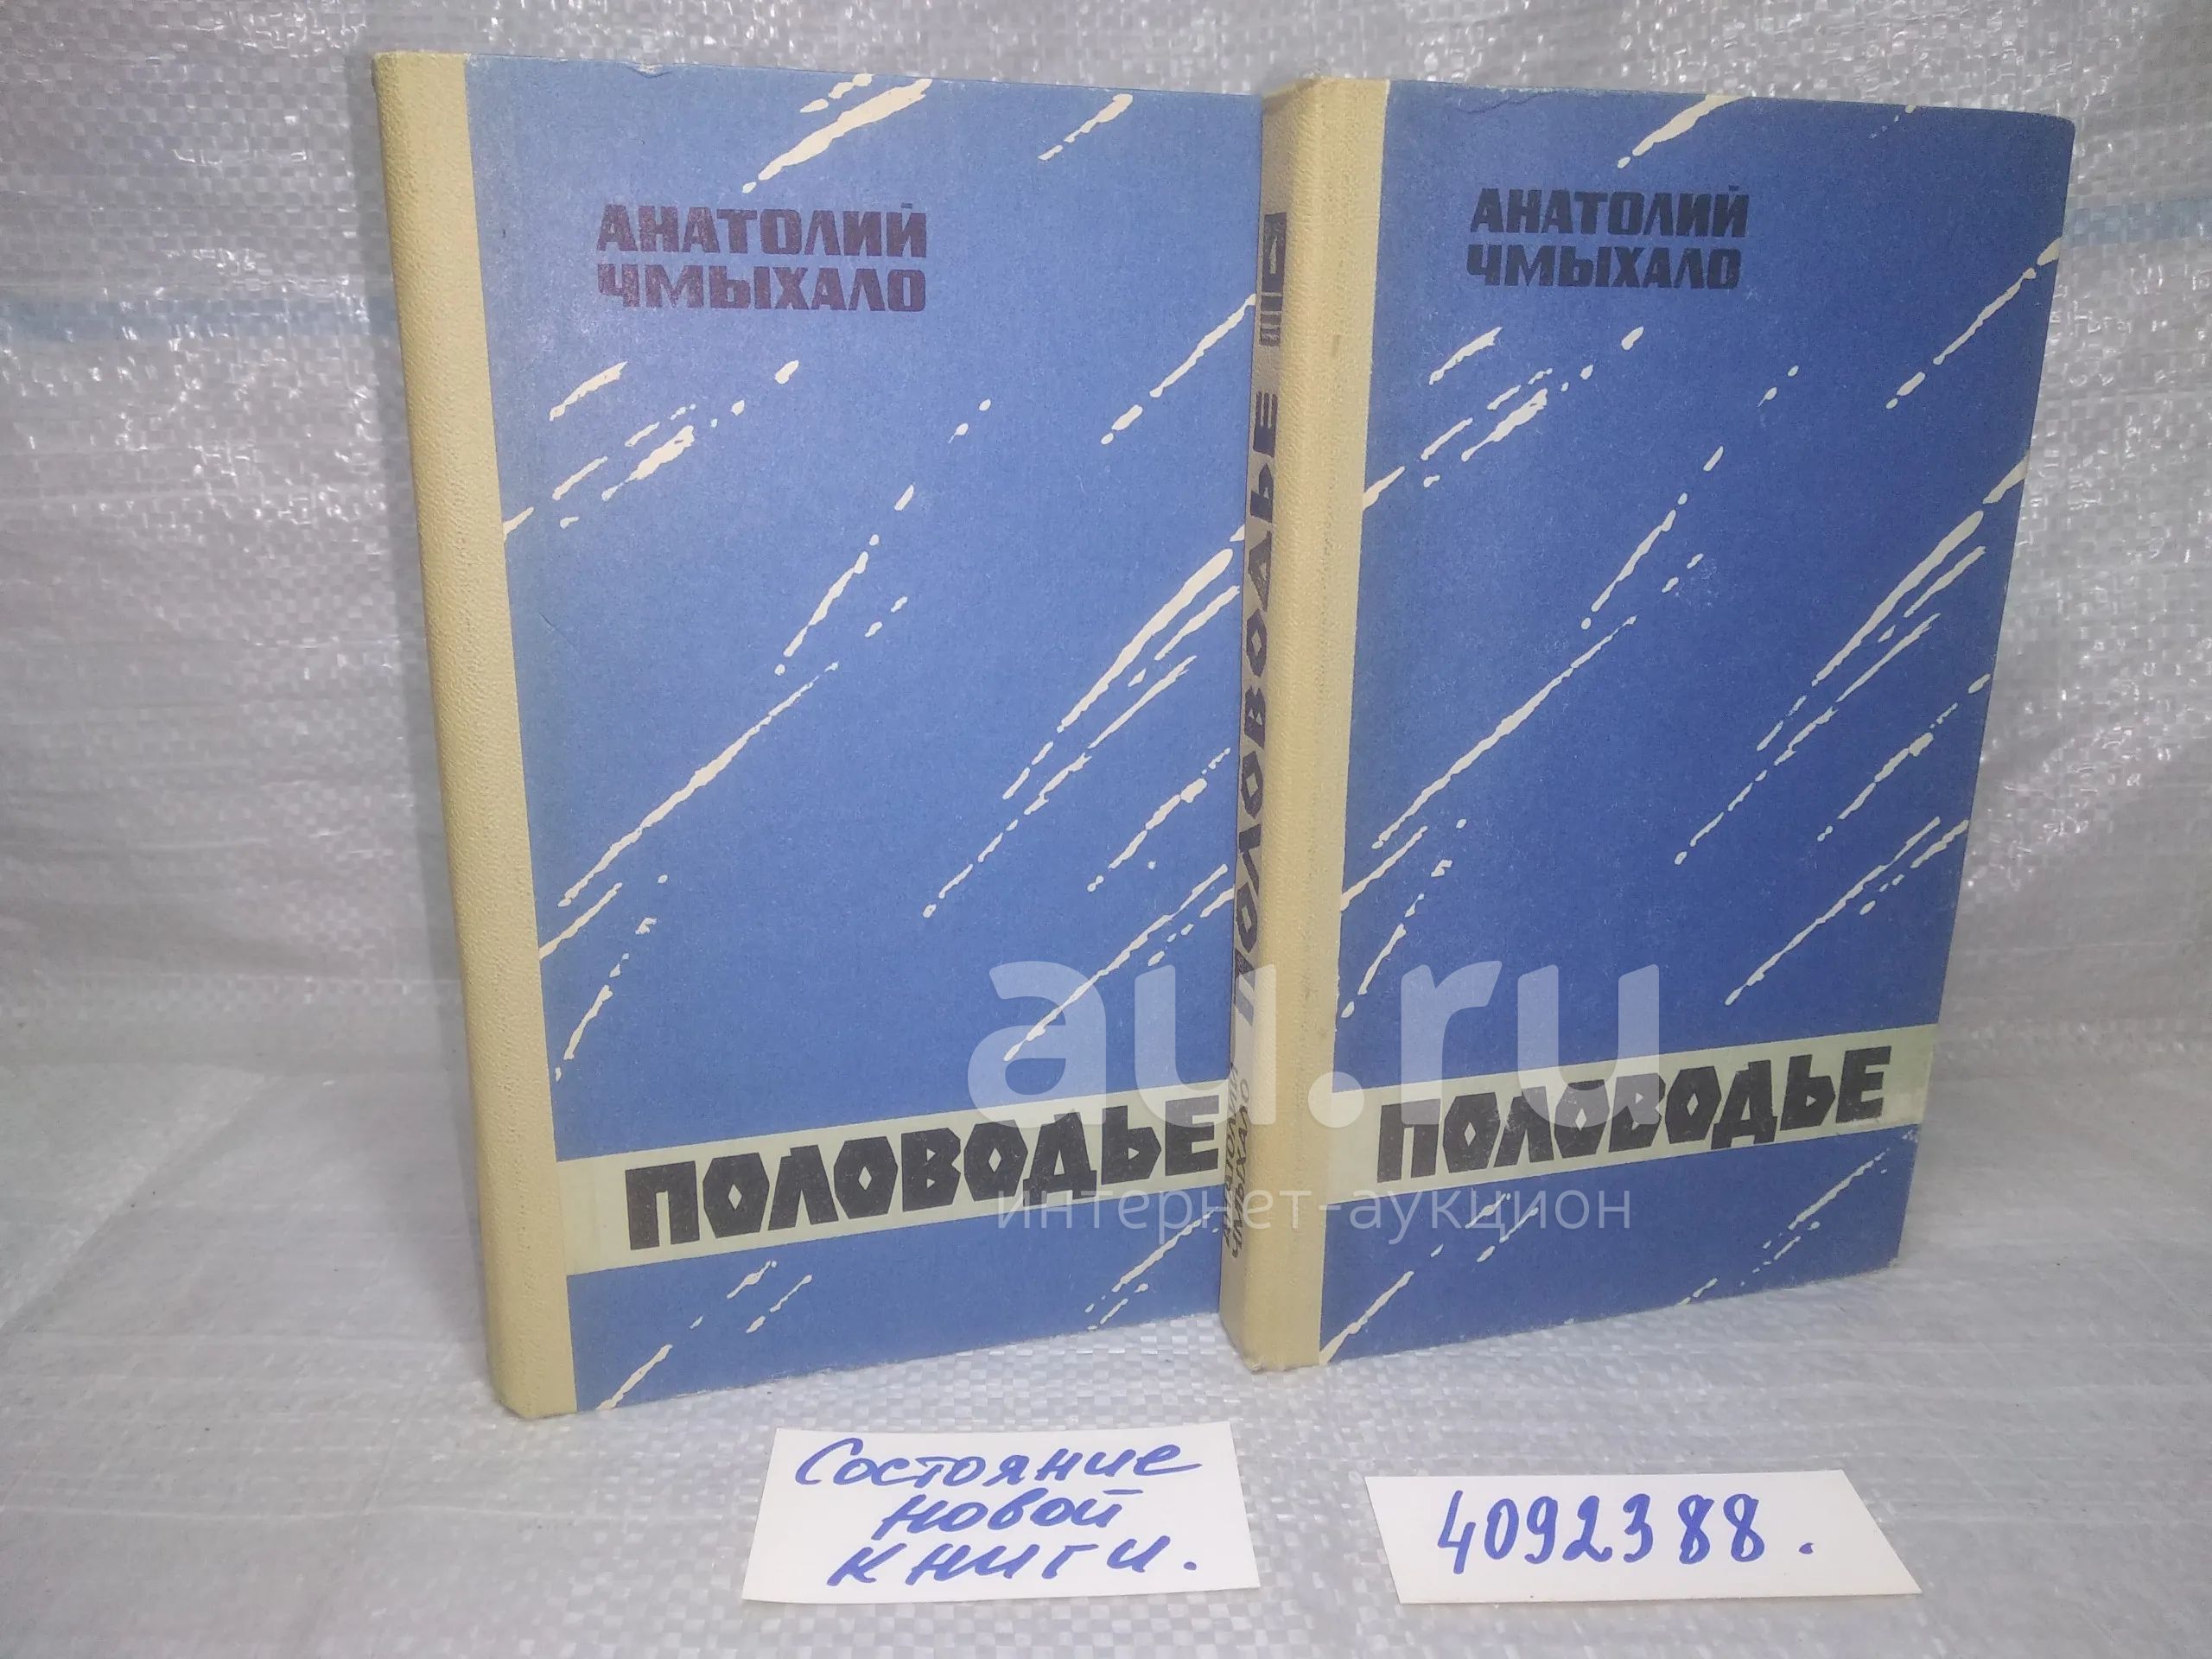 АНАТОЛИЙ
ЧМЫХАЛО
ПОЛОВОДЬЕ
ПОЛОВОДЬЕ
АНАТОЛИЙ
ЧМЫХАЛО
АНАТОЛИЙ
ЧМЫХАЛО
ПОЛОВОДЬЕ
au.ru
интернет-аукцион
Состояние
новой
книги.
4092388.